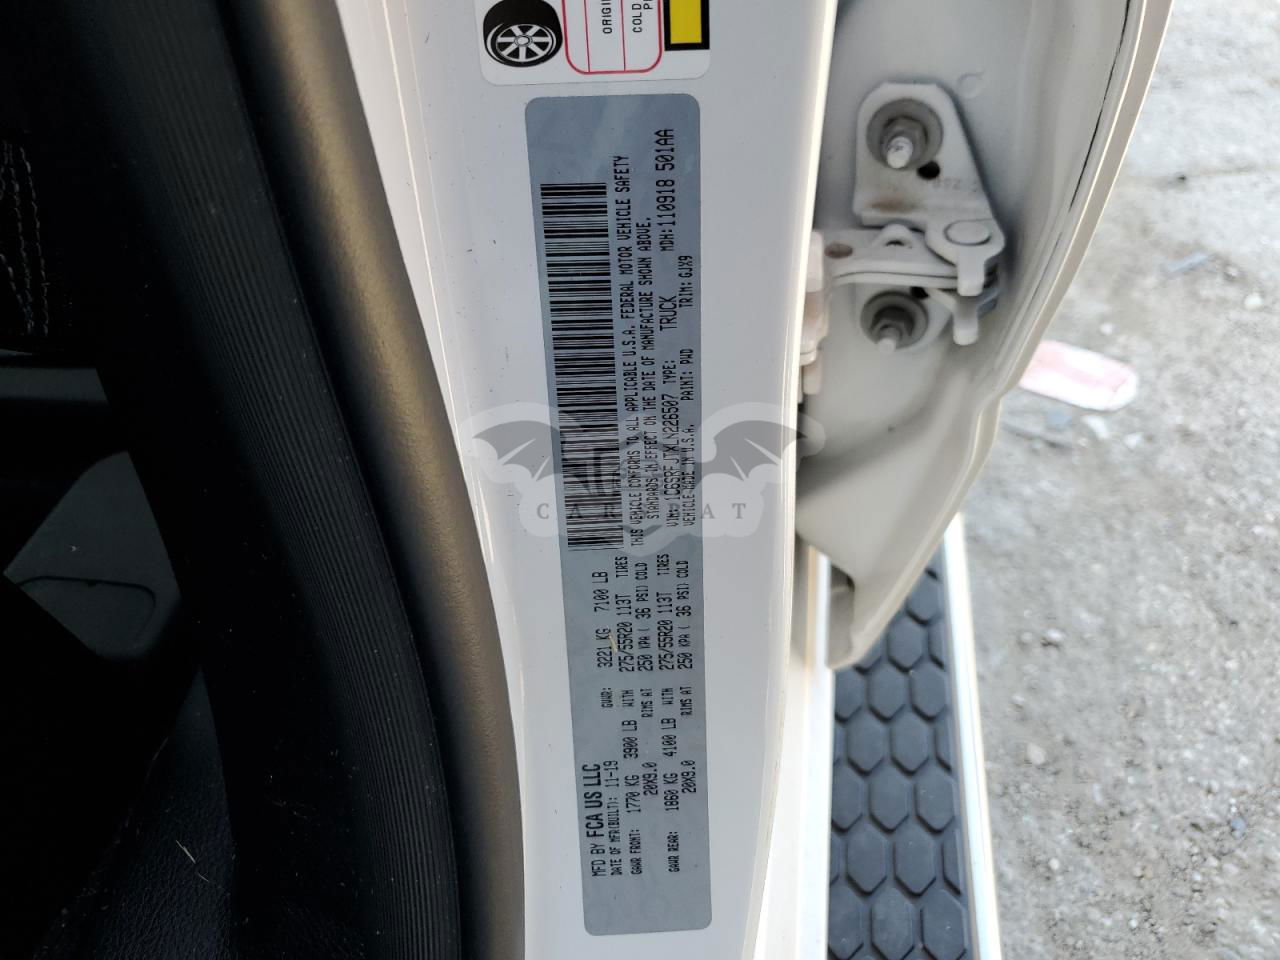 ORIGI
COLD
P
MFD BY FCA US LLC
DATE OF MFR(BUILT): 11-19 GVWR: 3221 KG 7100 LB
GAWR FRONT: 1770 KG 3900 LB WITH 275/55R20 113T TIRES
20X9.0 RIMS AT 250 KPA ( 36 PSI) COLD
GAWR REAR: 1860 KG 4100 LB WITH 275/55R20 113T TIRES
20X9.0 RIMS AT 250 KPA ( 36 PSI) COLD
THIS VEHICLE CONFORMS TO ALL APPLICABLE U.S.A. FEDERAL MOTOR VEHICLE SAFETY
STANDARDS IN EFFECT ON THE DATE OF MANUFACTURE SHOWN ABOVE.
VIN: 1C6SRFJTXLN226507 TYPE: TRUCK MDH: 110918 501AA
VEHICLE MADE IN U.S.A. PAINT: PWD TRIM: GJX9